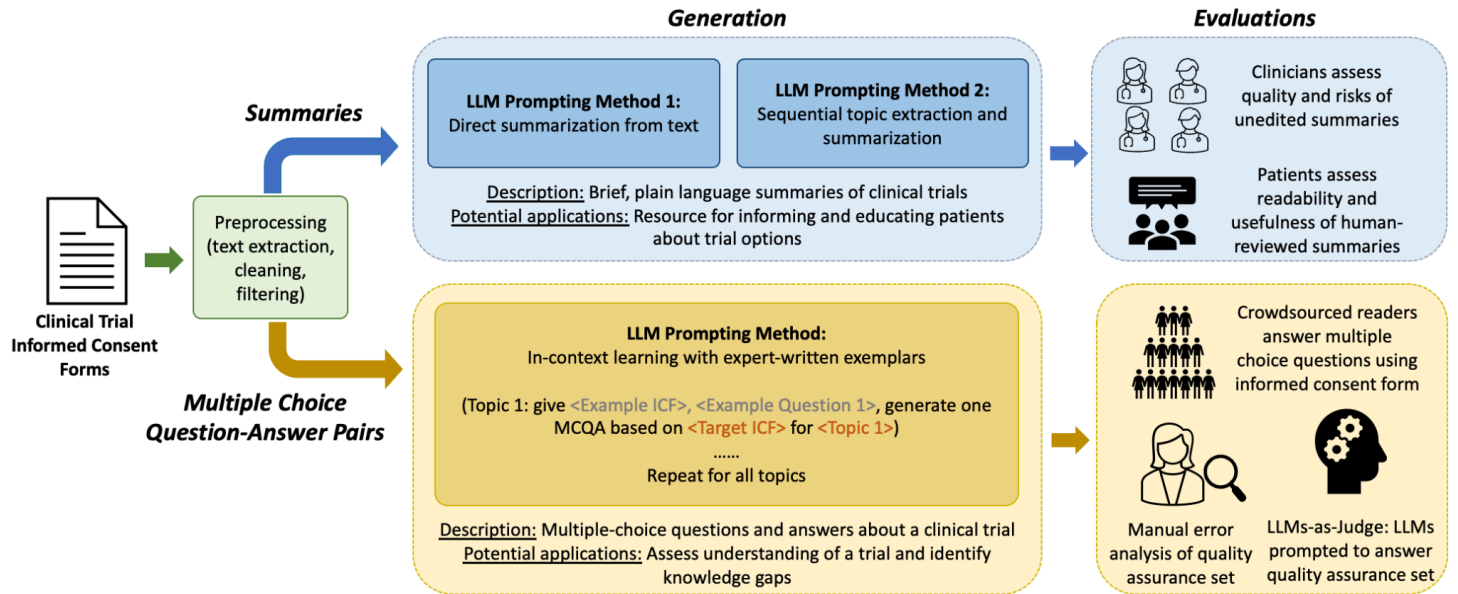 Generation
Evaluations
Summaries
LLM Prompting Method 1:
Direct summarization from text
LLM Prompting Method 2:
Sequential topic extraction and
summarization
Description: Brief, plain language summaries of clinical trials
Potential applications: Resource for informing and educating patients
about trial options
Clinicians assess
quality and risks of
unedited summaries
Patients assess
readability and
usefulness of human-
reviewed summaries
Clinical Trial
Informed Consent
Forms
Preprocessing
(text extraction,
cleaning,
filtering)
Multiple Choice
Question-Answer Pairs
LLM Prompting Method:
In-context learning with expert-written exemplars
(Topic 1: give <Example ICF>, <Example Question 1>, generate one
MCQA based on <Target ICF> for <Topic 1>)
......
Repeat for all topics
Description: Multiple-choice questions and answers about a clinical trial
Potential applications: Assess understanding of a trial and identify
knowledge gaps
Crowdsourced readers
answer multiple
choice questions using
informed consent form
Manual error
analysis of quality
assurance set
LLMs-as-Judge: LLMs
prompted to answer
quality assurance set